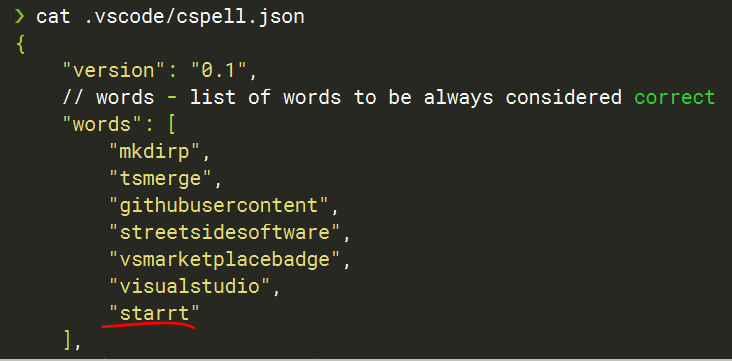 ❯ cat .vscode/cspell.json
{
    "version": "0.1",
    // words - list of words to be always considered correct
    "words": [
        "mkdirp",
        "tsmerge",
        "githubusercontent",
        "streetsidesoftware",
        "vsmarketplacebadge",
        "visualstudio",
        "starrt"
    ],